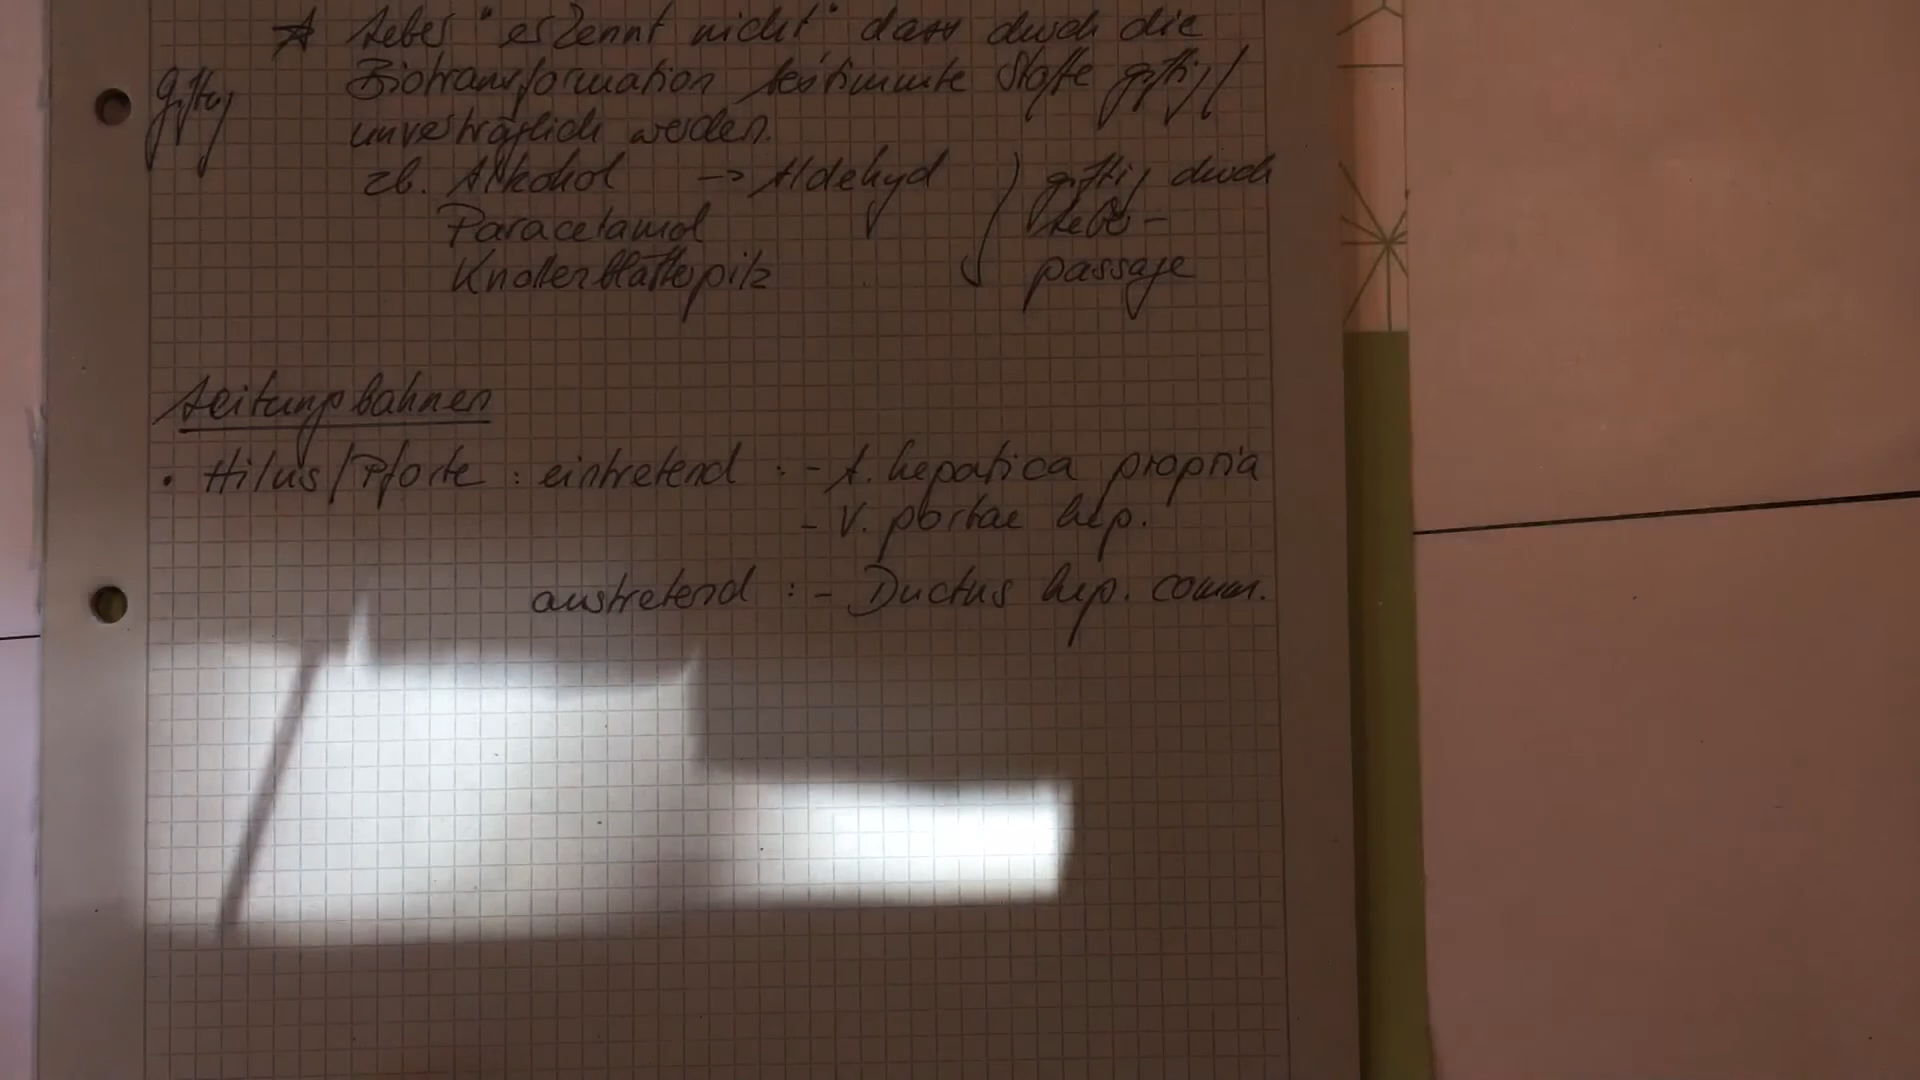 * Leber "erkennt nicht" dass durch die
giftig Biotransformation bestimmte Stoffe giftig/
unverträglich werden.
zb. Alkohol -> Aldehyd } giftig durch
Paracetamol Leber-
Knollenblätterpilz passage
Leitungsbahnen
• Hilus/Pforte : eintretend : - A. hepatica propria
- V. portae hep.
austretend : - Ductus hep. comm.